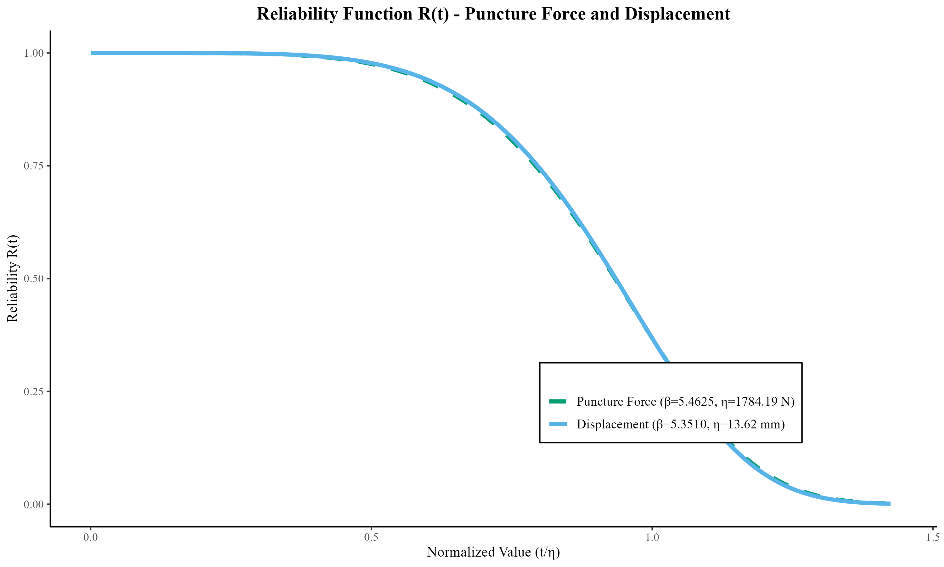 Reliability Function R(t) - Puncture Force and Displacement
Reliability R(t)
1.00
0.75
0.50
0.25
0.00
Puncture Force (β=5.4625, η=1784.19 N)
Displacement (β=5.3510, η=13.62 mm)
0.0
0.5
1.0
1.5
Normalized Value (t/η)